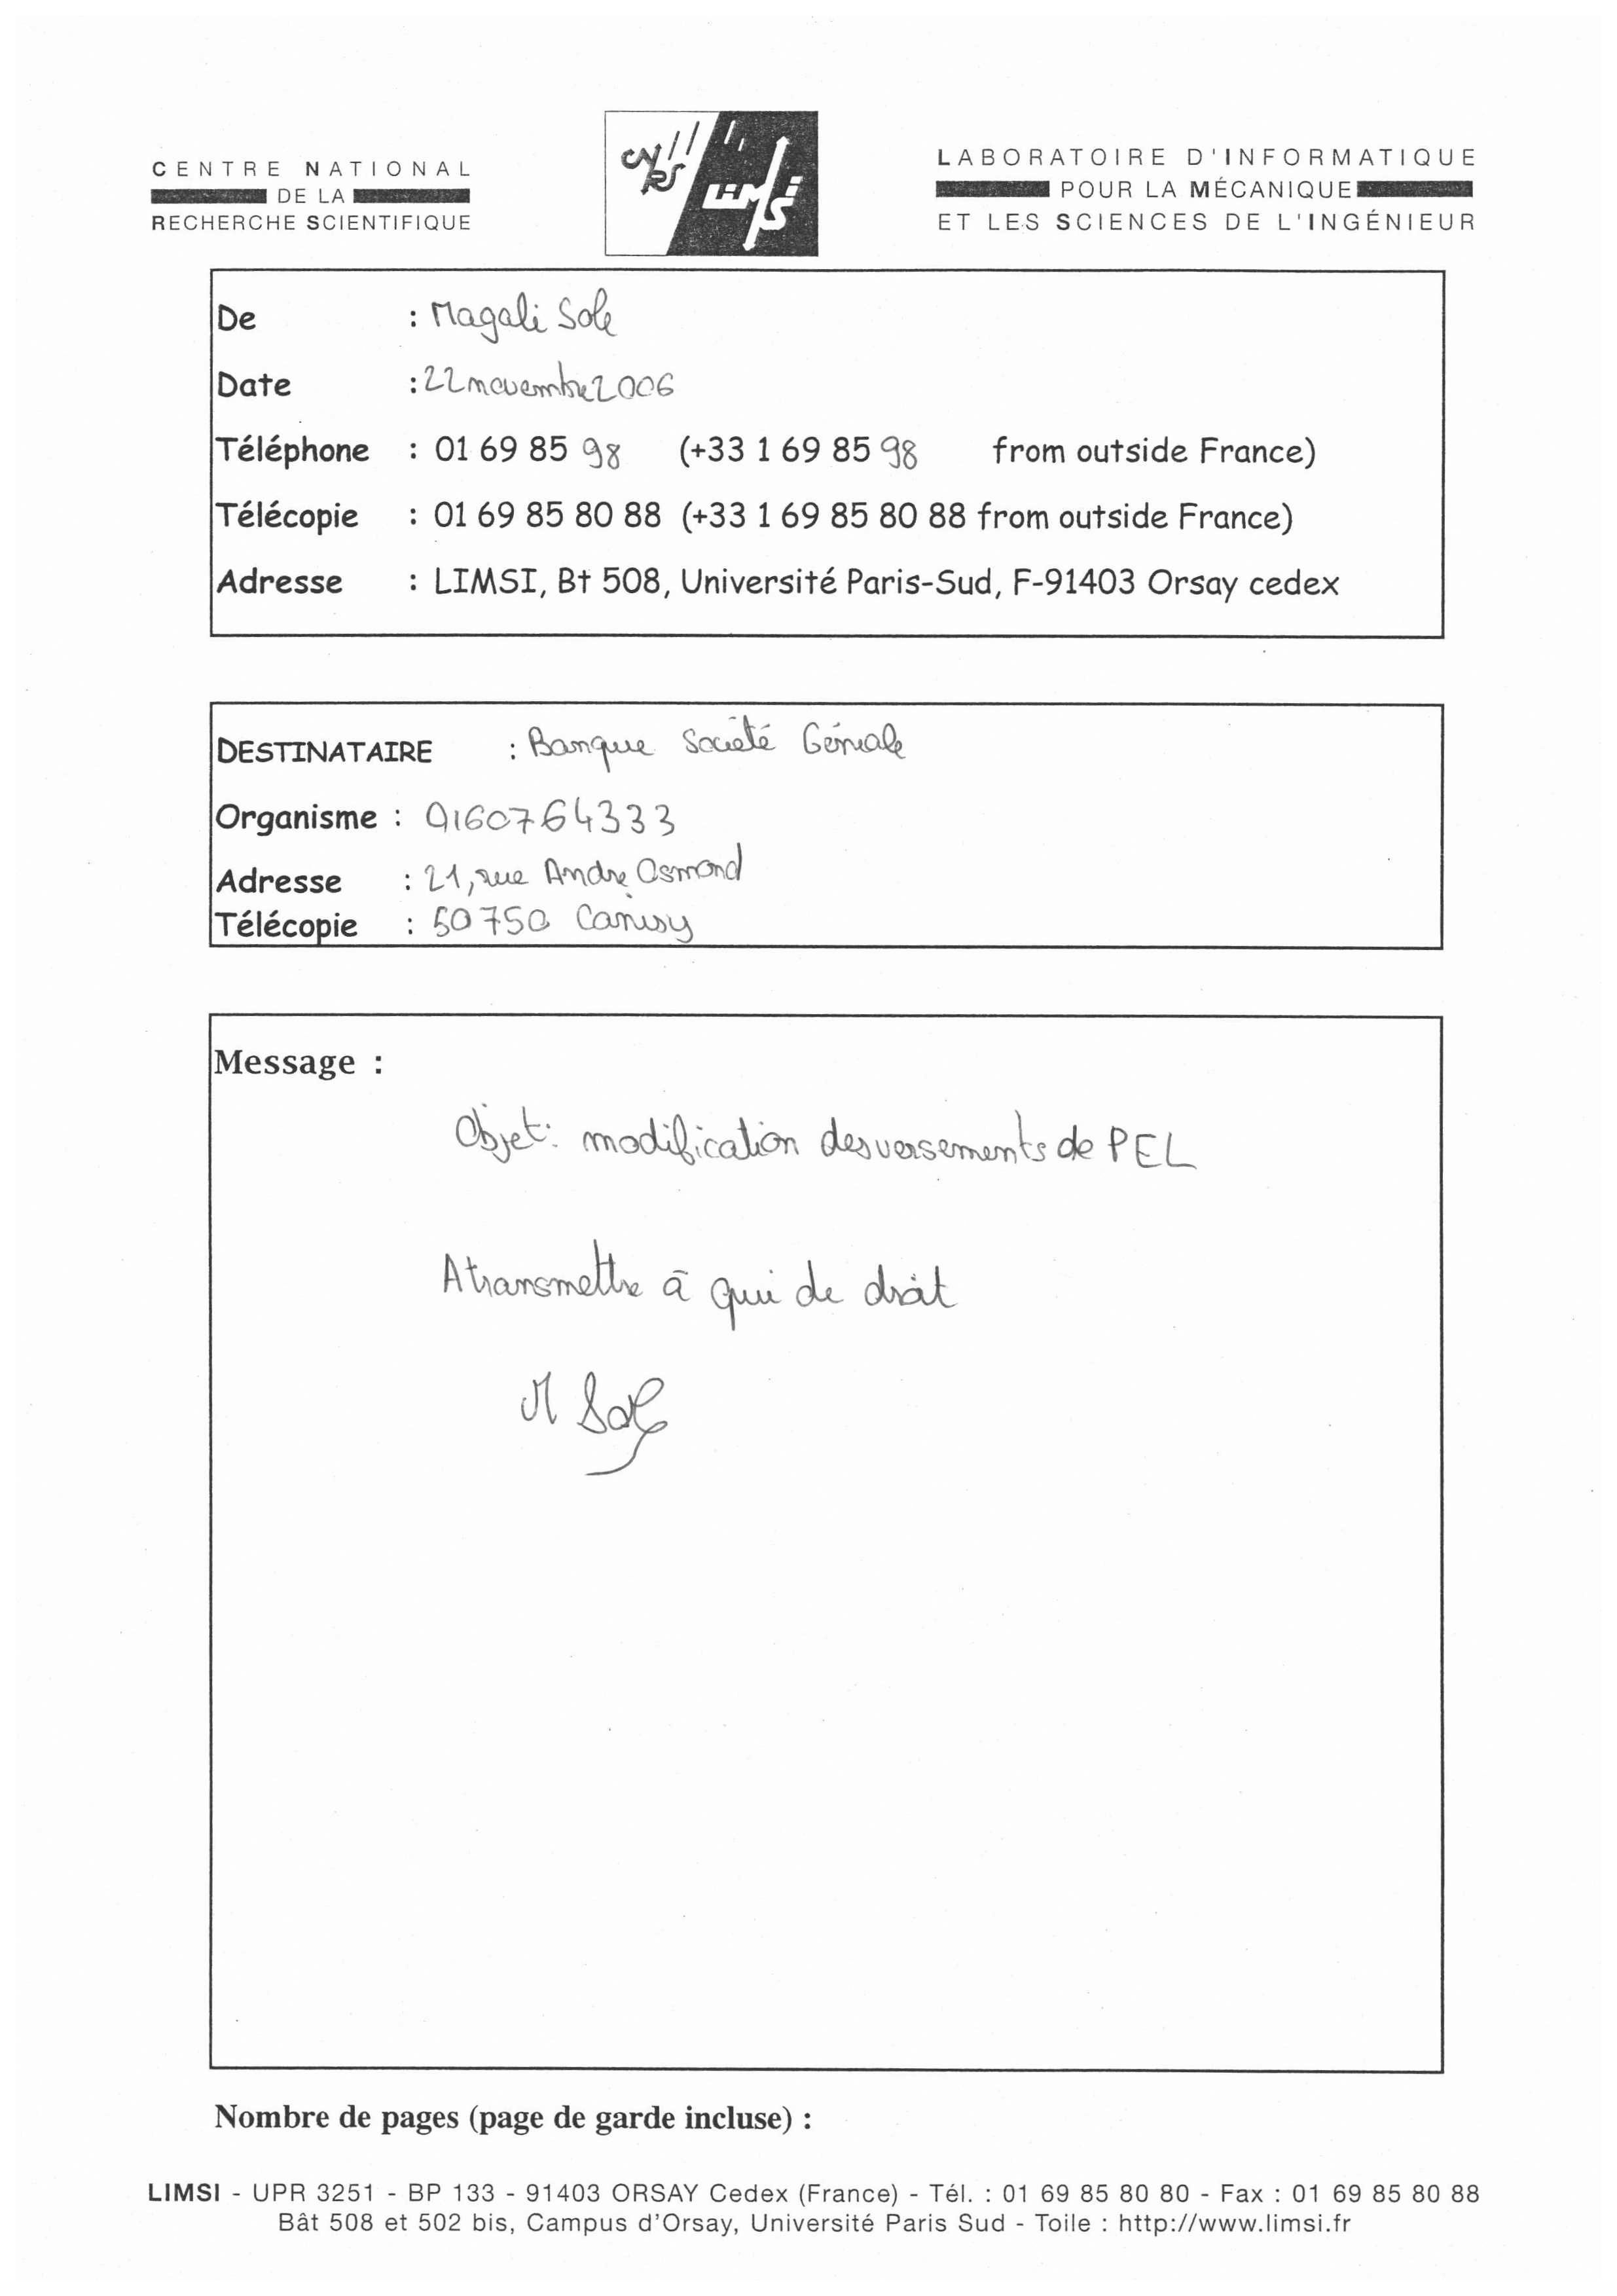 CENTRE NATIONAL
DE LA
RECHERCHE SCIENTIFIQUE
CNRS
LIMSI
LABORATOIRE D'INFORMATIQUE
POUR LA MÉCANIQUE
ET LES SCIENCES DE L'INGÉNIEUR
De : Magali Sole
Date : 22 novembre 2006
Téléphone : 01 69 85 98 (+33 1 69 85 98 from outside France)
Télécopie : 01 69 85 80 88 (+33 1 69 85 80 88 from outside France)
Adresse : LIMSI, Bt 508, Université Paris-Sud, F-91403 Orsay cedex
DESTINATAIRE : Banque Société Géniale
Organisme : 0160764333
Adresse : 21, rue Andre Osmond
Télécopie : 50750 Canisy
Message :
Objet: modification des versements de PEL
A transmettre à qui de droit
M Sole
Nombre de pages (page de garde incluse) :
LIMSI - UPR 3251 - BP 133 - 91403 ORSAY Cedex (France) - Tél. : 01 69 85 80 80 - Fax : 01 69 85 80 88
Bât 508 et 502 bis, Campus d'Orsay, Université Paris Sud - Toile : http://www.limsi.fr